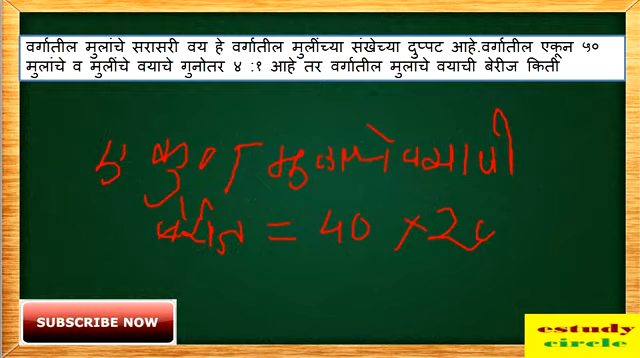 वर्गातील मुलांचे सरासरी वय हे वर्गातील मुलींच्या संखेच्या दुप्पट आहे.वर्गातील एकून ५०
मुलांचे व मुलींचे वयाचे गुनोतर ४ :१ आहे तर वर्गातील मुलांचे वयाची बेरीज किती
= 40 ×
SUBSCRIBE NOW
estudy
circle